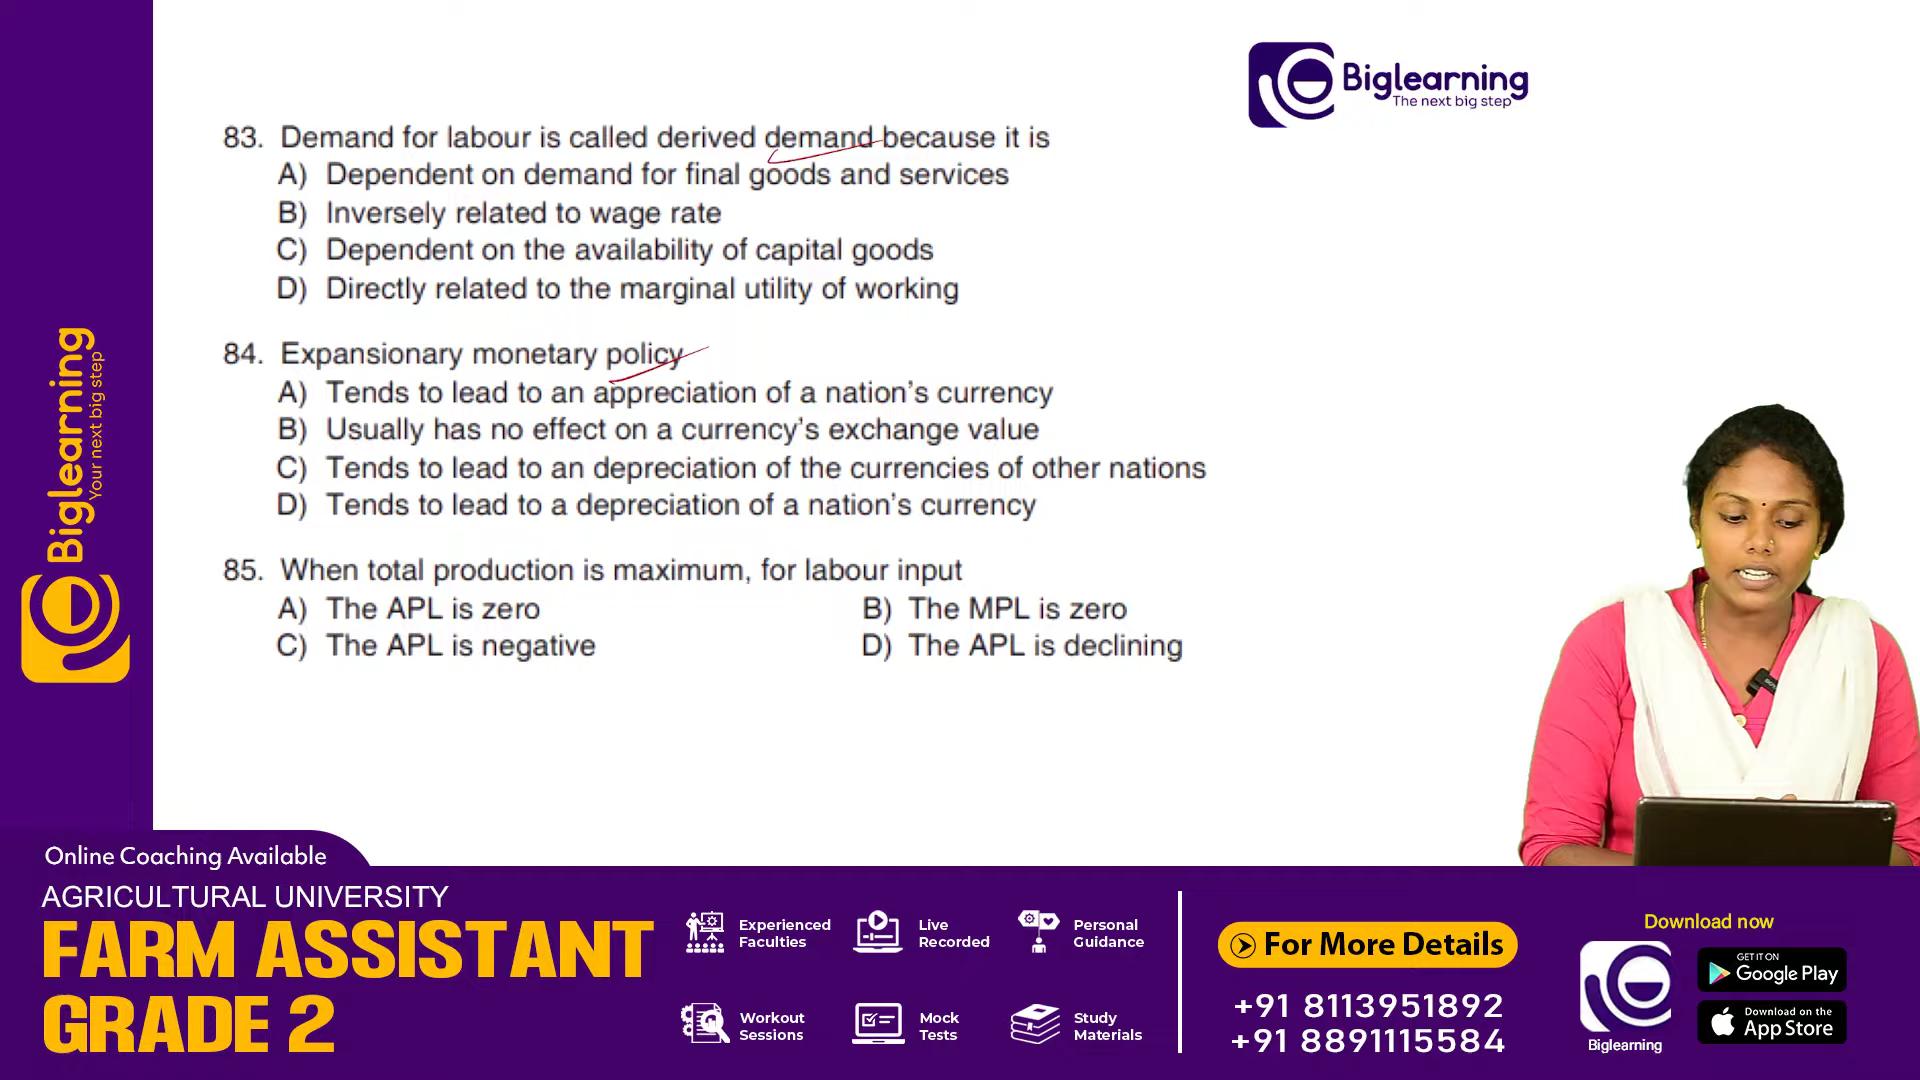 Biglearning
The next big step
83. Demand for labour is called derived demand because it is
A) Dependent on demand for final goods and services
B) Inversely related to wage rate
C) Dependent on the availability of capital goods
D) Directly related to the marginal utility of working
84. Expansionary monetary policy
A) Tends to lead to an appreciation of a nation's currency
B) Usually has no effect on a currency's exchange value
C) Tends to lead to an depreciation of the currencies of other nations
D) Tends to lead to a depreciation of a nation's currency
85. When total production is maximum, for labour input
A) The APL is zero B) The MPL is zero
C) The APL is negative D) The APL is declining
Biglearning
Your next big step
Online Coaching Available
AGRICULTURAL UNIVERSITY
FARM ASSISTANT
GRADE 2
Experienced
Faculties
Live
Recorded
Personal
Guidance
Workout
Sessions
Mock
Tests
Study
Materials
For More Details
+91 8113951892
+91 8891115584
Download now
Biglearning
GET IT ON
Google Play
Download on the
App Store